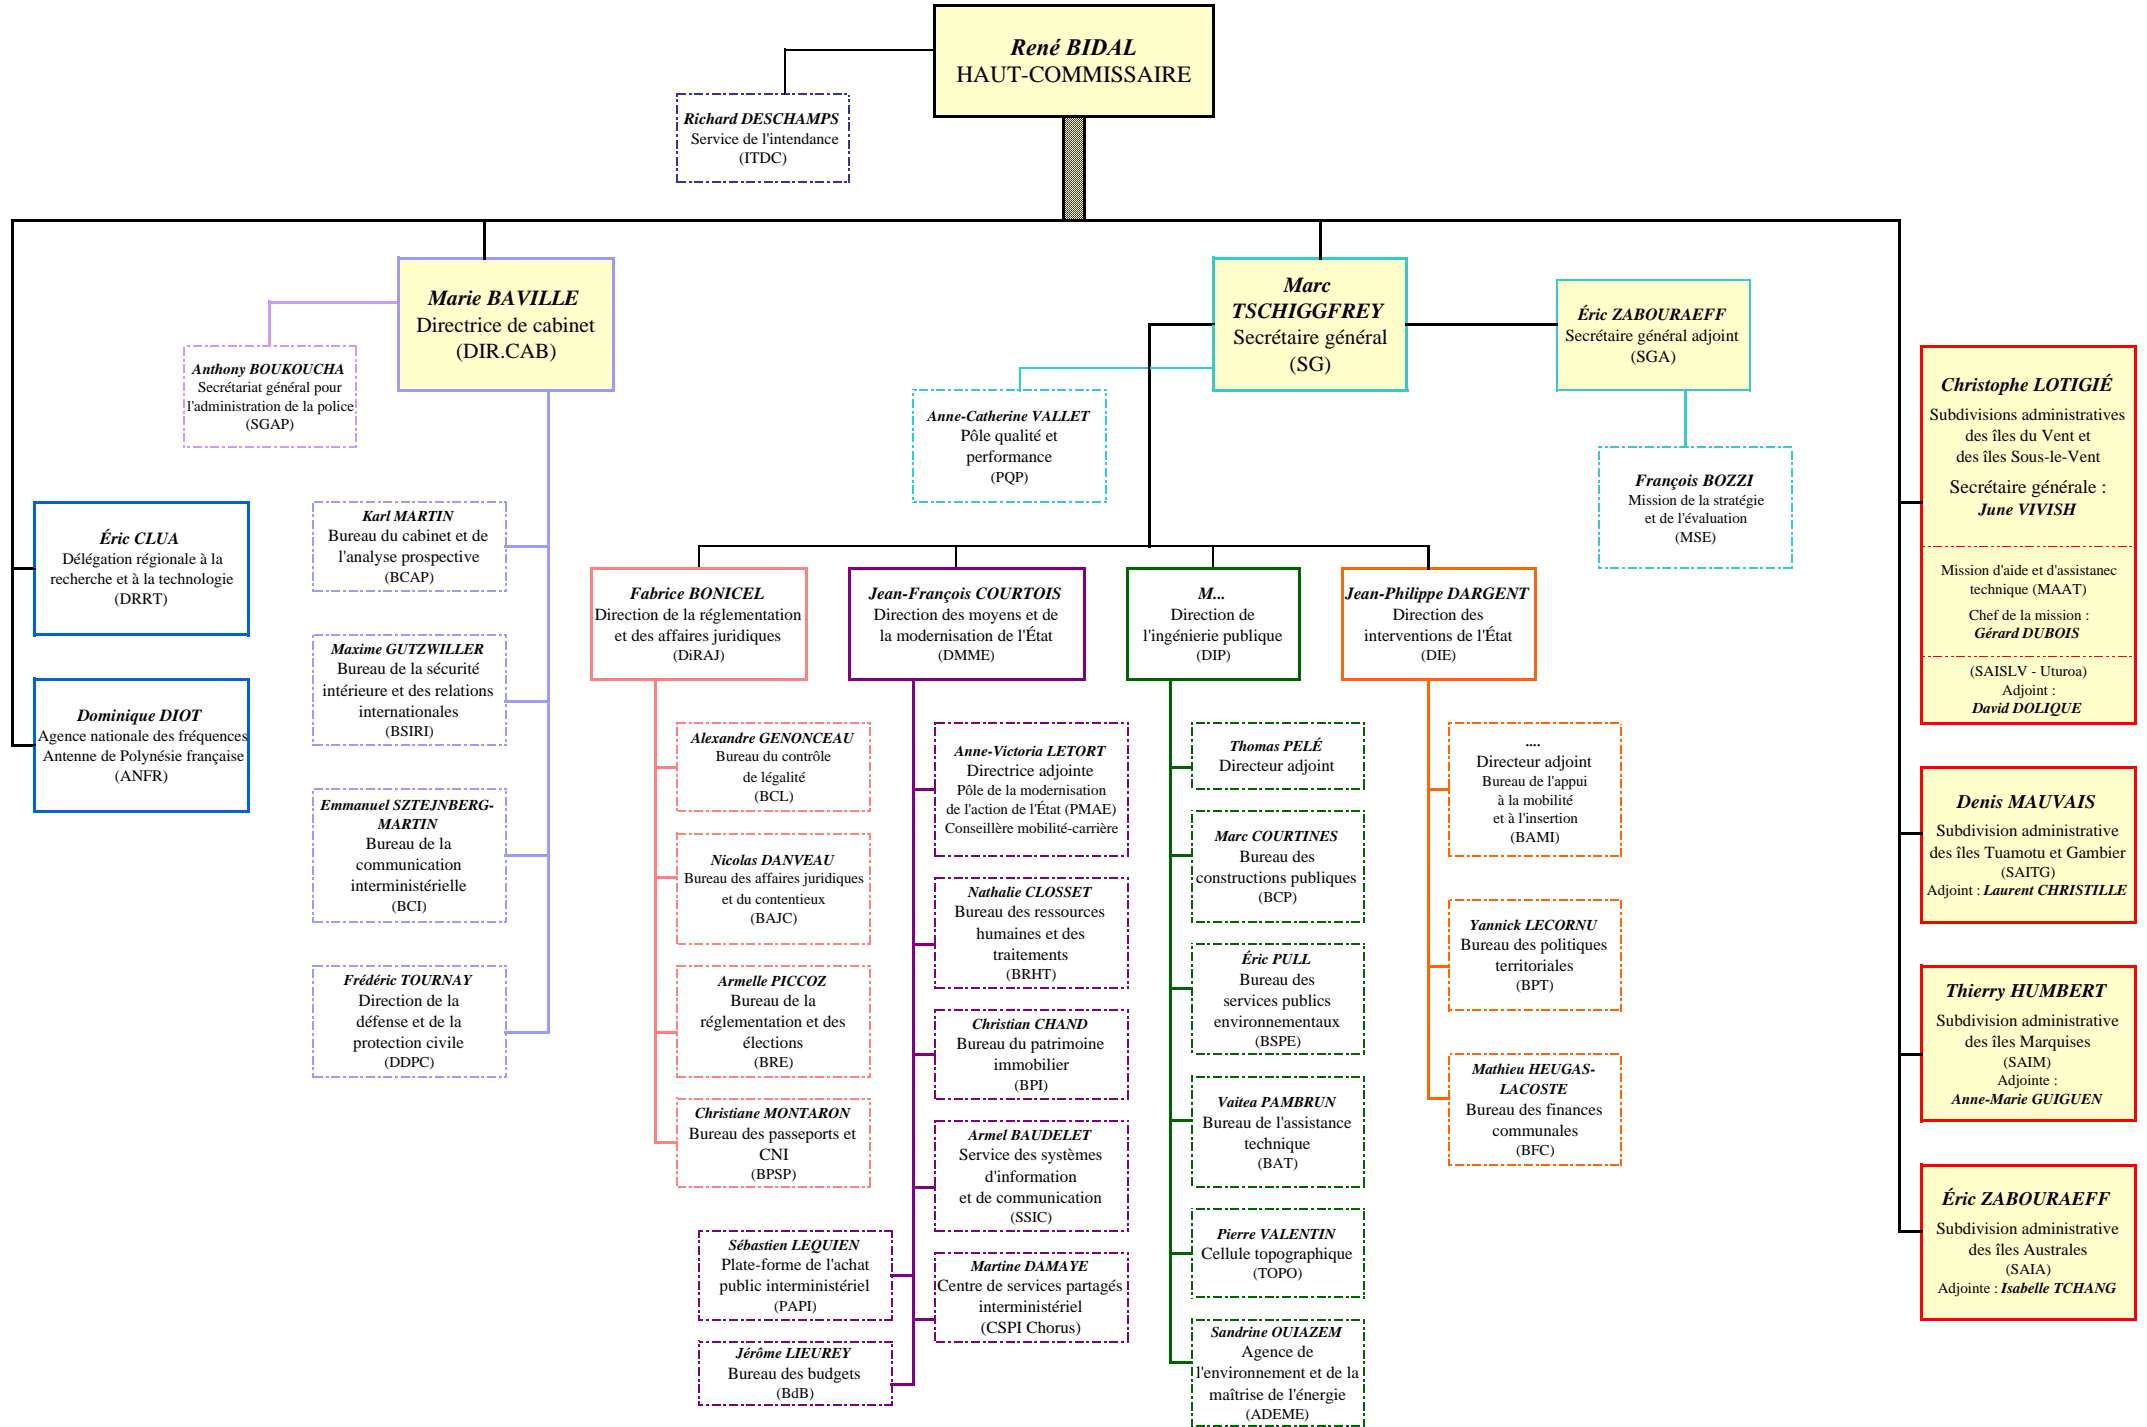 René BIDAL
HAUT-COMMISSAIRE
Richard DESCHAMPS
Service de l'intendance
(ITDC)
Marie BAVILLE
Directrice de cabinet
(DIR.CAB)
Marc
TSCHIGGFREY
Secrétaire général
(SG)
Éric ZABOURAEFF
Secrétaire général adjoint
(SGA)
Anthony BOUKOUCHA
Secrétariat général pour
l'administration de la police
(SGAP)
Anne-Catherine VALLET
Pôle qualité et
performance
(PQP)
François BOZZI
Mission de la stratégie
et de l'évaluation
(MSE)
Éric CLUA
Délégation régionale à la
recherche et à la technologie
(DRRT)
Dominique DIOT
Agence nationale des fréquences
Antenne de Polynésie française
(ANFR)
Karl MARTIN
Bureau du cabinet et de
l'analyse prospective
(BCAP)
Maxime GUTZWILLER
Bureau de la sécurité
intérieure et des relations
internationales
(BSIRI)
Emmanuel SZTEJNBERG-
MARTIN
Bureau de la
communication
interministérielle
(BCI)
Frédéric TOURNAY
Direction de la
défense et de la
protection civile
(DDPC)
Fabrice BONICEL
Direction de la réglementation
et des affaires juridiques
(DiRAJ)
Alexandre GENONCEAU
Bureau du contrôle
de légalité
(BCL)
Nicolas DANVEAU
Bureau des affaires juridiques
et du contentieux
(BAJC)
Armelle PICCOZ
Bureau de la
réglementation et des
élections
(BRE)
Christiane MONTARON
Bureau des passeports et
CNI
(BPSP)
Jean-François COURTOIS
Direction des moyens et de
la modernisation de l'État
(DMME)
Anne-Victoria LETORT
Directrice adjointe
Pôle de la modernisation
de l'action de l'État (PMAE)
Conseillère mobilité-carrière
Nathalie CLOSSET
Bureau des ressources
humaines et des
traitements
(BRHT)
Christian CHAND
Bureau du patrimoine
immobilier
(BPI)
Armel BAUDELET
Service des systèmes
d'information
et de communication
(SSIC)
Sébastien LEQUIEN
Plate-forme de l'achat
public interministériel
(PAPI)
Martine DAMAYE
Centre de services partagés
interministériel
(CSPI Chorus)
Jérôme LIEUREY
Bureau des budgets
(BdB)
M...
Direction de
l'ingénierie publique
(DIP)
Thomas PELÉ
Directeur adjoint
Marc COURTINES
Bureau des
constructions publiques
(BCP)
Éric PULL
Bureau des
services publics
environnementaux
(BSPE)
Vaitea PAMBRUN
Bureau de l'assistance
technique
(BAT)
Pierre VALENTIN
Cellule topographique
(TOPO)
Sandrine OUIAZEM
Agence de
l'environnement et de la
maîtrise de l'énergie
(ADEME)
Jean-Philippe DARGENT
Direction des
interventions de l'État
(DIE)
....
Directeur adjoint
Bureau de l'appui
à la mobilité
et à l'insertion
(BAMI)
Yannick LECORNU
Bureau des politiques
territoriales
(BPT)
Mathieu HEUGAS-
LACOSTE
Bureau des finances
communales
(BFC)
Christophe LOTIGIÉ
Subdivisions administratives
des îles du Vent et
des îles Sous-le-Vent
Secrétaire générale :
June VIVISH
Mission d'aide et d'assistanec
technique (MAAT)
Chef de la mission :
Gérard DUBOIS
(SAISLV - Uturoa)
Adjoint :
David DOLIQUE
Denis MAUVAIS
Subdivision administrative
des îles Tuamotu et Gambier
(SAITG)
Adjoint : Laurent CHRISTILLE
Thierry HUMBERT
Subdivision administrative
des îles Marquises
(SAIM)
Adjointe :
Anne-Marie GUIGUEN
Éric ZABOURAEFF
Subdivision administrative
des îles Australes
(SAIA)
Adjointe : Isabelle TCHANG